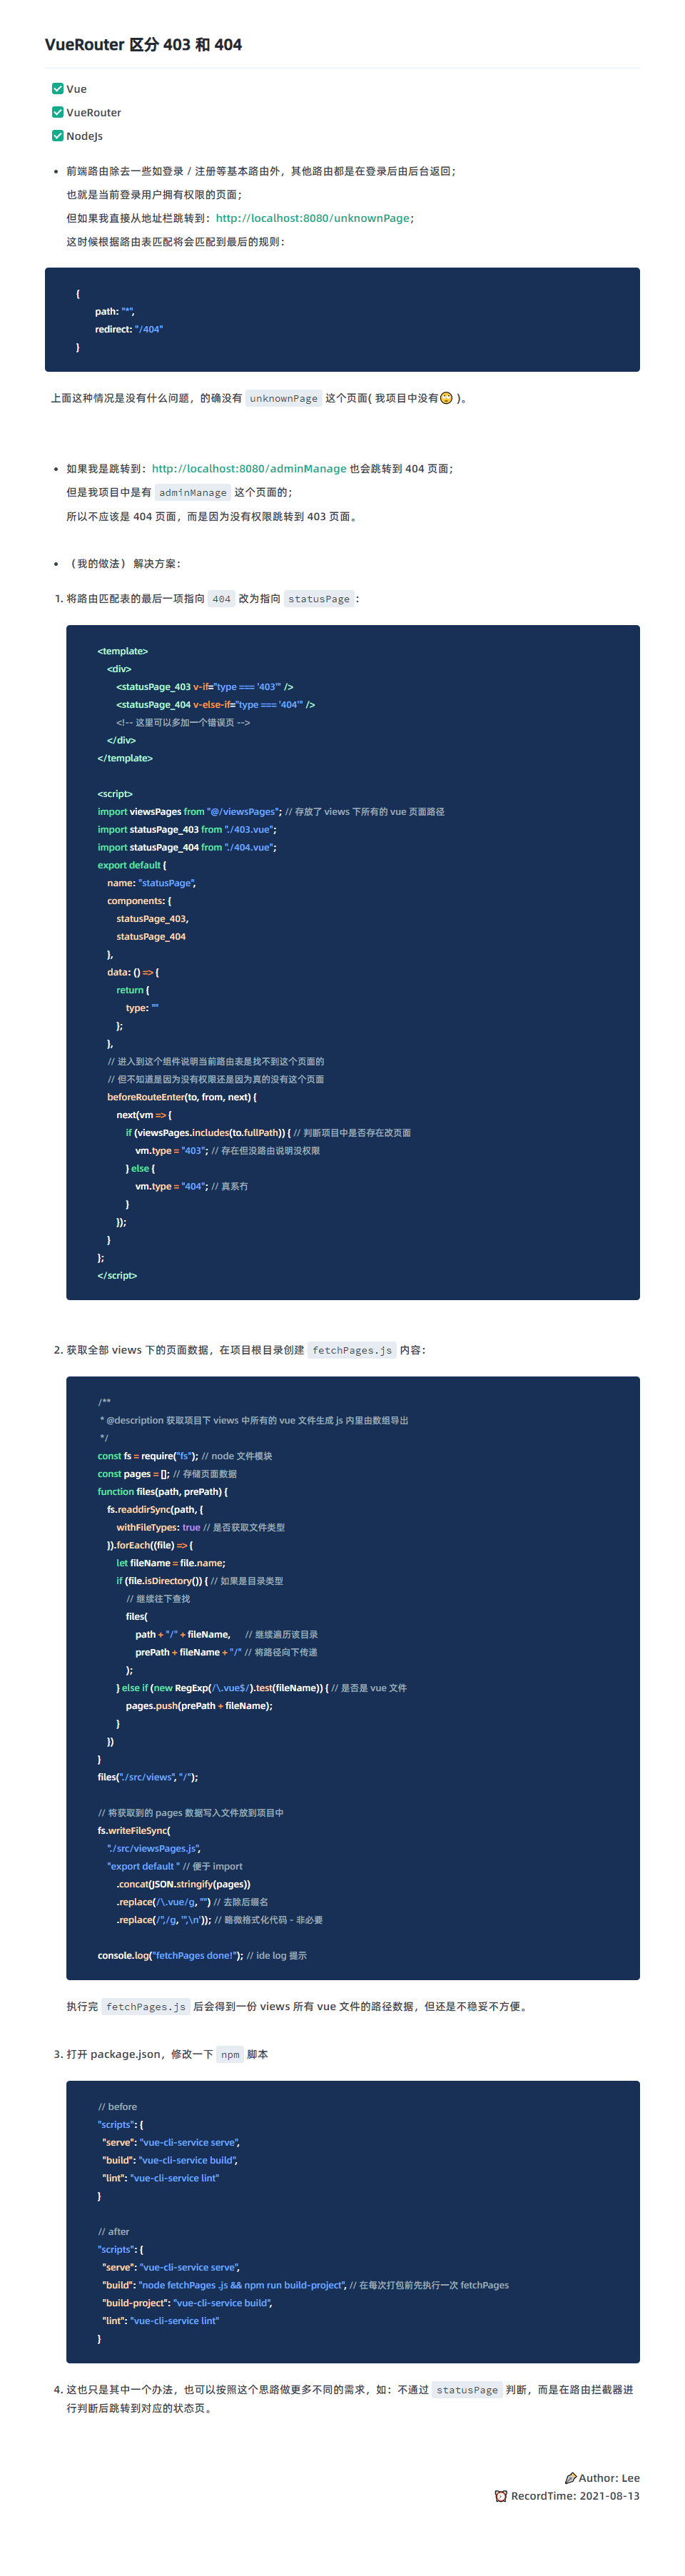 VueRouter 区分 403 和 404
Vue
VueRouter
NodeJs
• 前端路由除去一些如登录 / 注册等基本路由外，其他路由都是在登录后由后台返回；
也就是当前登录用户拥有权限的页面；
但如果我直接从地址栏跳转到：http://localhost:8080/unknownPage；
这时候根据路由表匹配将会匹配到最后的规则：
{
path: "*",
redirect: "/404"
}
上面这种情况是没有什么问题，的确没有 unknownPage 这个页面( 我项目中没有🙄 )。
• 如果我是跳转到：http://localhost:8080/adminManage 也会跳转到 404 页面；
但是我项目中是有 adminManage 这个页面的；
所以不应该是 404 页面，而是因为没有权限跳转到 403 页面。
• （我的做法） 解决方案：
1. 将路由匹配表的最后一项指向 404 改为指向 statusPage：
<template>
<div>
<statusPage_403 v-if="type === '403'" />
<statusPage_404 v-else-if="type === '404'" />
<!-- 这里可以多加一个错误页 -->
</div>
</template>
<script>
import viewsPages from "@/viewsPages"; // 存放了 views 下所有的 vue 页面路径
import statusPage_403 from "./403.vue";
import statusPage_404 from "./404.vue";
export default {
name: "statusPage",
components: {
statusPage_403,
statusPage_404
},
data: () => {
return {
type: ""
};
},
// 进入到这个组件说明当前路由表是找不到这个页面的
// 但不知道是因为没有权限还是因为真的没有这个页面
beforeRouteEnter(to, from, next) {
next(vm => {
if (viewsPages.includes(to.fullPath)) { // 判断项目中是否存在改页面
vm.type = "403"; // 存在但没路由说明没权限
} else {
vm.type = "404"; // 真系冇
}
});
}
};
</script>
2. 获取全部 views 下的页面数据，在项目根目录创建 fetchPages.js 内容：
/**
* @description 获取项目下 views 中所有的 vue 文件生成 js 内里由数组导出
*/
const fs = require("fs"); // node 文件模块
const pages = []; // 存储页面数据
function files(path, prePath) {
fs.readdirSync(path, {
withFileTypes: true // 是否获取文件类型
}).forEach((file) => {
let fileName = file.name;
if (file.isDirectory()) { // 如果是目录类型
// 继续往下查找
files(
path + "/" + fileName, // 继续遍历该目录
prePath + fileName + "/" // 将路径向下传递
);
} else if (new RegExp(/\.vue$/).test(fileName)) { // 是否是 vue 文件
pages.push(prePath + fileName);
}
})
}
files("./src/views", "/");
// 将获取到的 pages 数据写入文件放到项目中
fs.writeFileSync(
"./src/viewsPages.js",
"export default " // 便于 import
.concat(JSON.stringify(pages))
.replace(/\.vue/g, "") // 去除后缀名
.replace(/",/g, '",\n')); // 略微格式化代码 - 非必要
console.log("fetchPages done!"); // ide log 提示
执行完 fetchPages.js 后会得到一份 views 所有 vue 文件的路径数据，但还是不稳妥不方便。
3. 打开 package.json，修改一下 npm 脚本
// before
"scripts": {
"serve": "vue-cli-service serve",
"build": "vue-cli-service build",
"lint": "vue-cli-service lint"
}
// after
"scripts": {
"serve": "vue-cli-service serve",
"build": "node fetchPages .js && npm run build-project", // 在每次打包前先执行一次 fetchPages
"build-project": "vue-cli-service build",
"lint": "vue-cli-service lint"
}
4. 这也只是其中一个办法，也可以按照这个思路做更多不同的需求，如：不通过 statusPage 判断，而是在路由拦截器进
行判断后跳转到对应的状态页。
Author: Lee
⏰ RecordTime: 2021-08-13